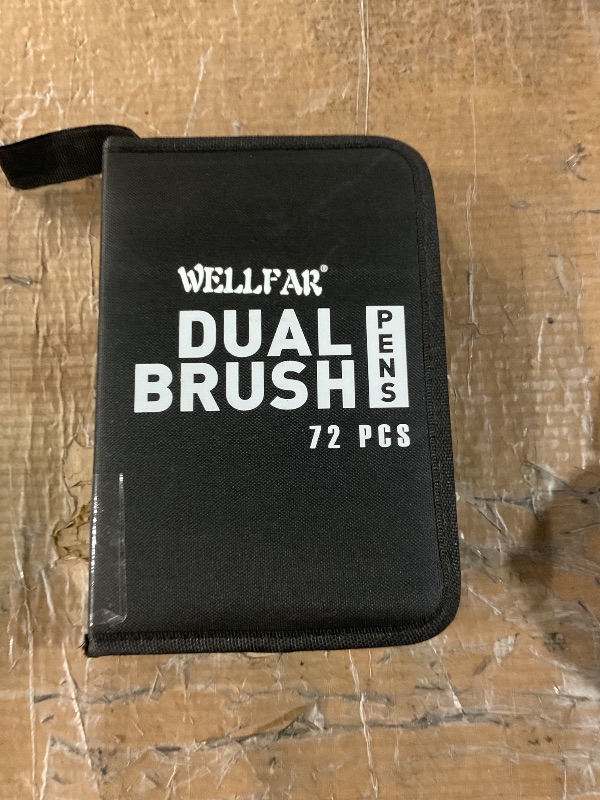 WELLFAR®
DUAL
BRUSH
PENS
72 PCS